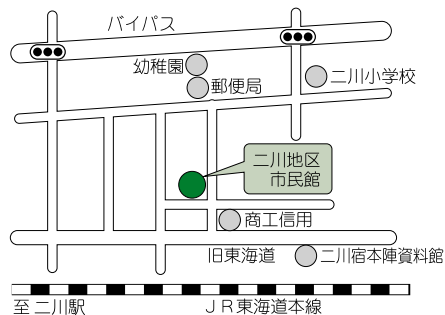 バイパス
幼稚園
郵便局
二川小学校
二川地区
市民館
商工信用
旧東海道
二川宿本陣資料館
至 二川駅
JR東海道本線